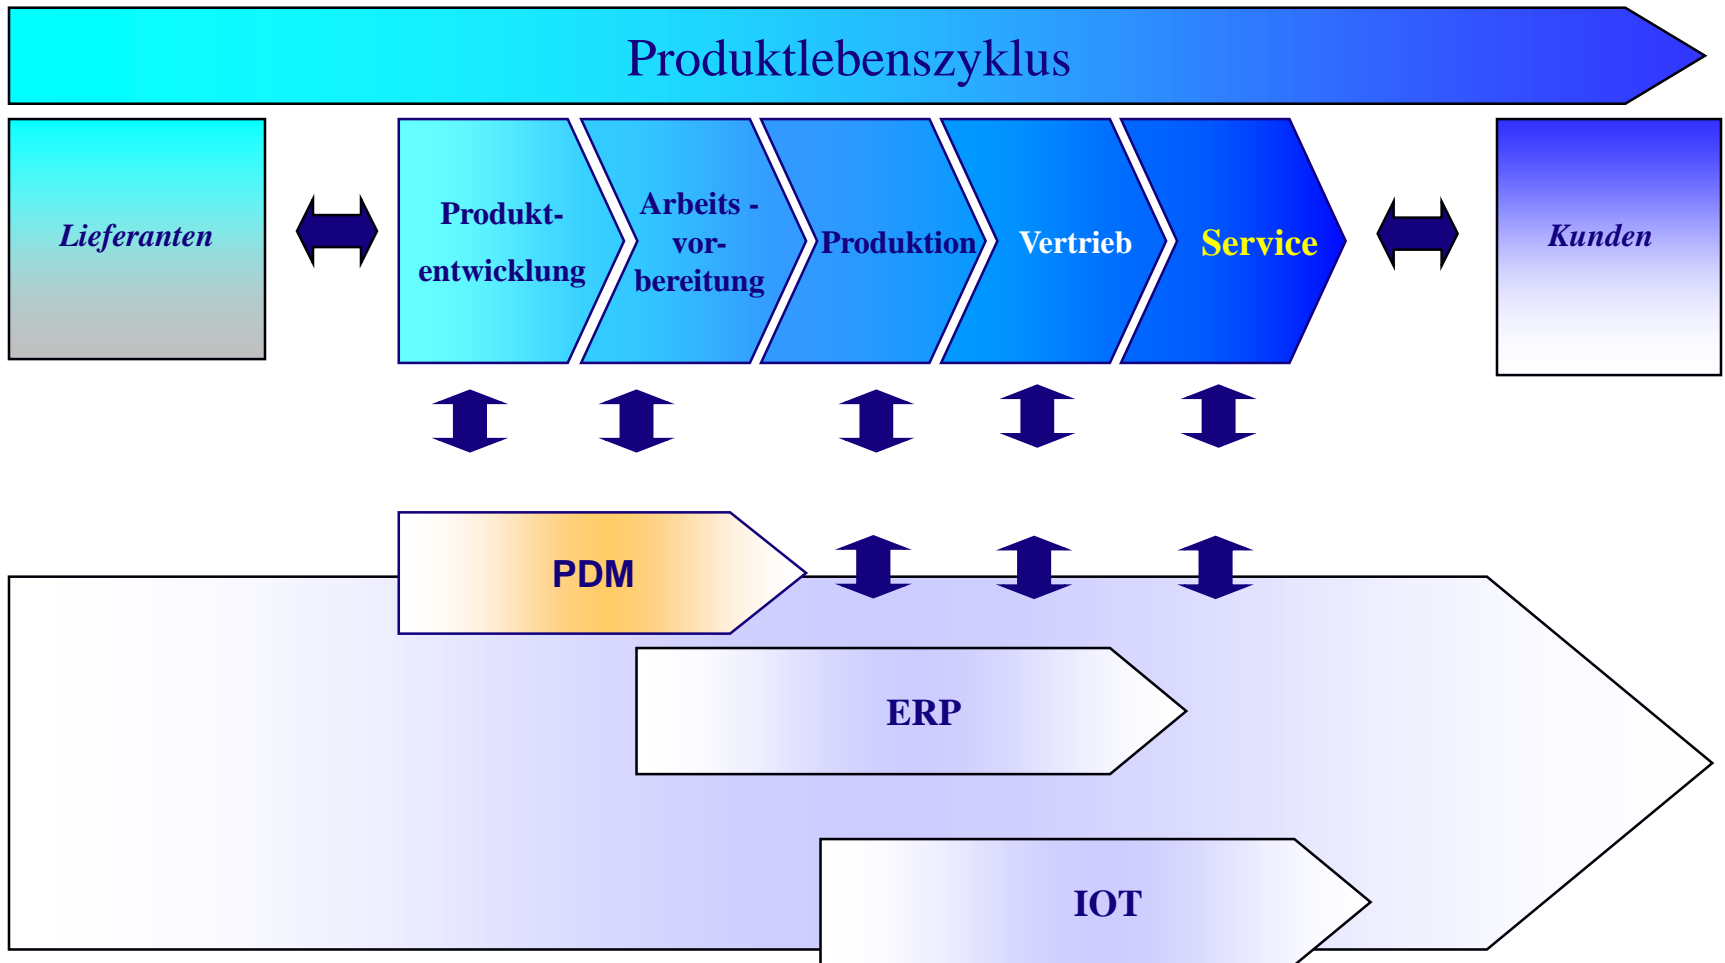 Produktlebenszyklus
Lieferanten
Produkt-
entwicklung
Arbeits -
vor-
bereitung
Produktion
Vertrieb
Service
Kunden
PDM
ERP
IOT